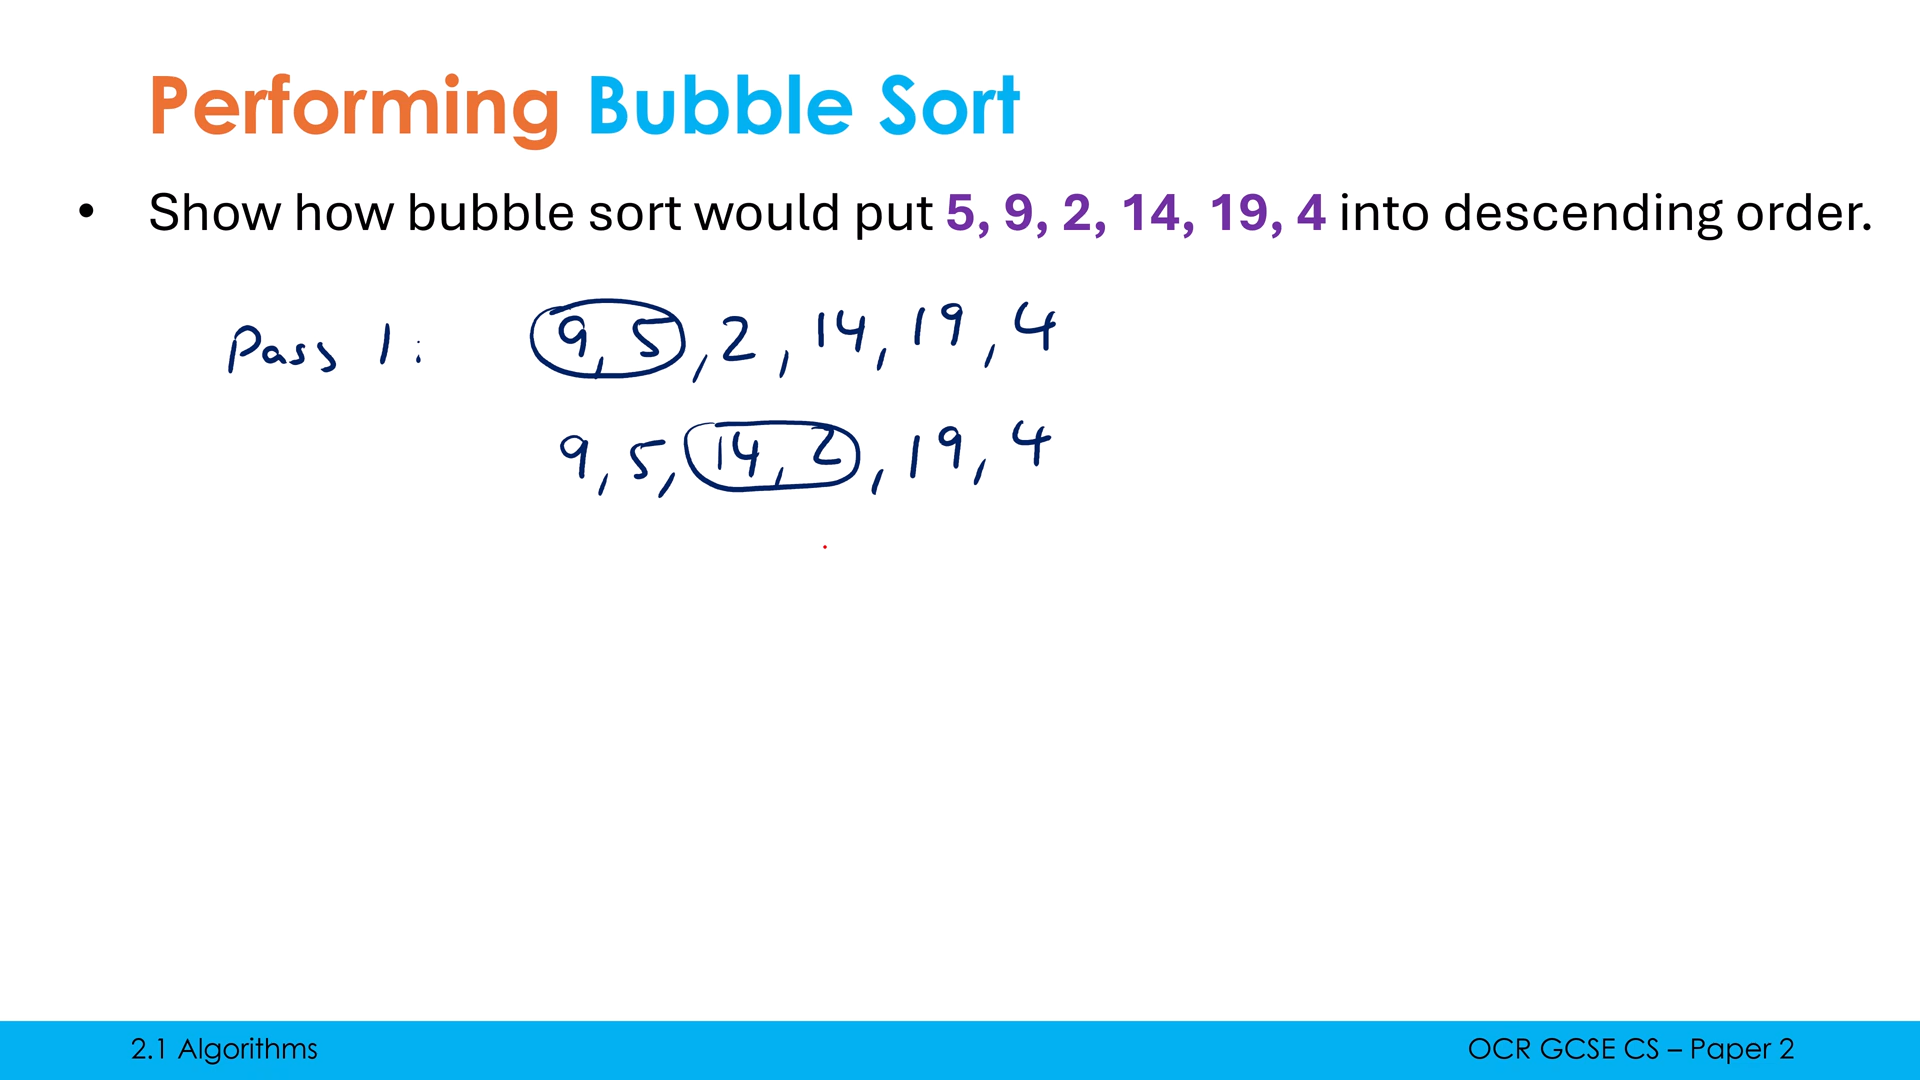 Performing Bubble Sort
• Show how bubble sort would put 5, 9, 2, 14, 19, 4 into descending order.
Pass 1: 9, 5, 2, 14, 19, 4
9, 5, 14, 2, 19, 4
2.1 Algorithms
OCR GCSE CS – Paper 2